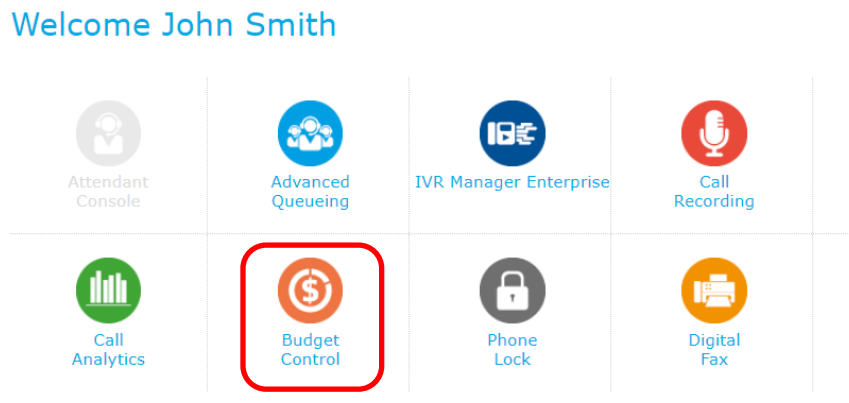 Welcome John Smith
Attendant
Console
Advanced
Queueing
IVR Manager Enterprise
Call
Recording
Call
Analytics
$
Budget
Control
Phone
Lock
Digital
Fax